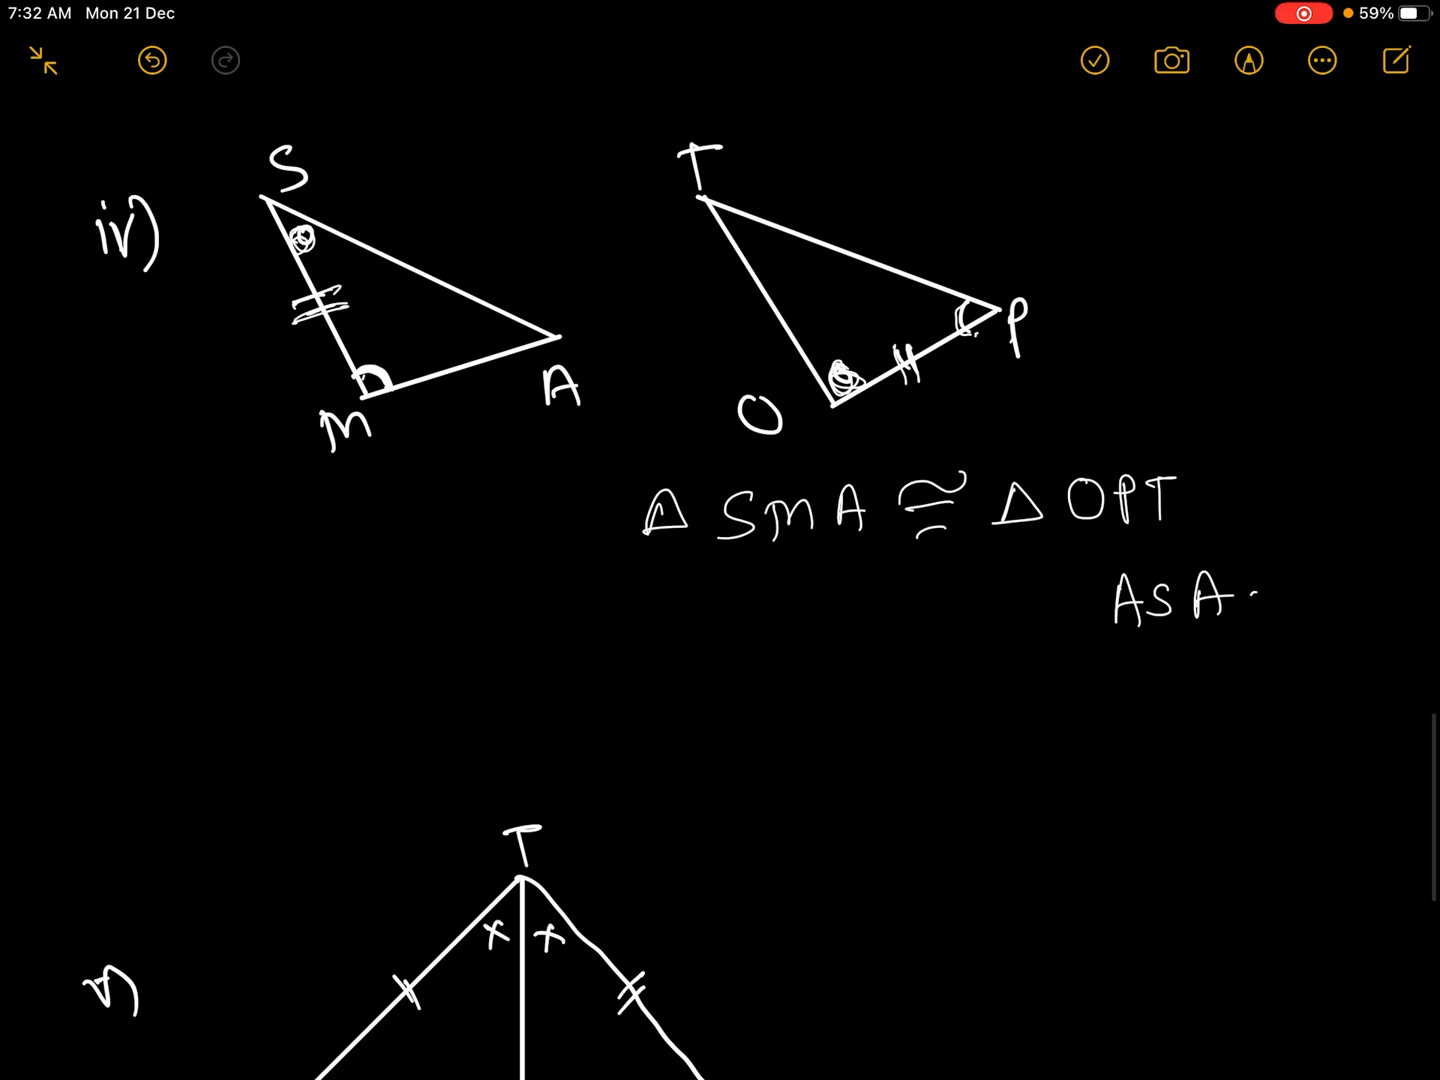 7:32 AM Mon 21 Dec
59%
iv)
S
T
P
M
A
O
Δ SMA ≅ Δ OPT
ASA.
T
x x
v)